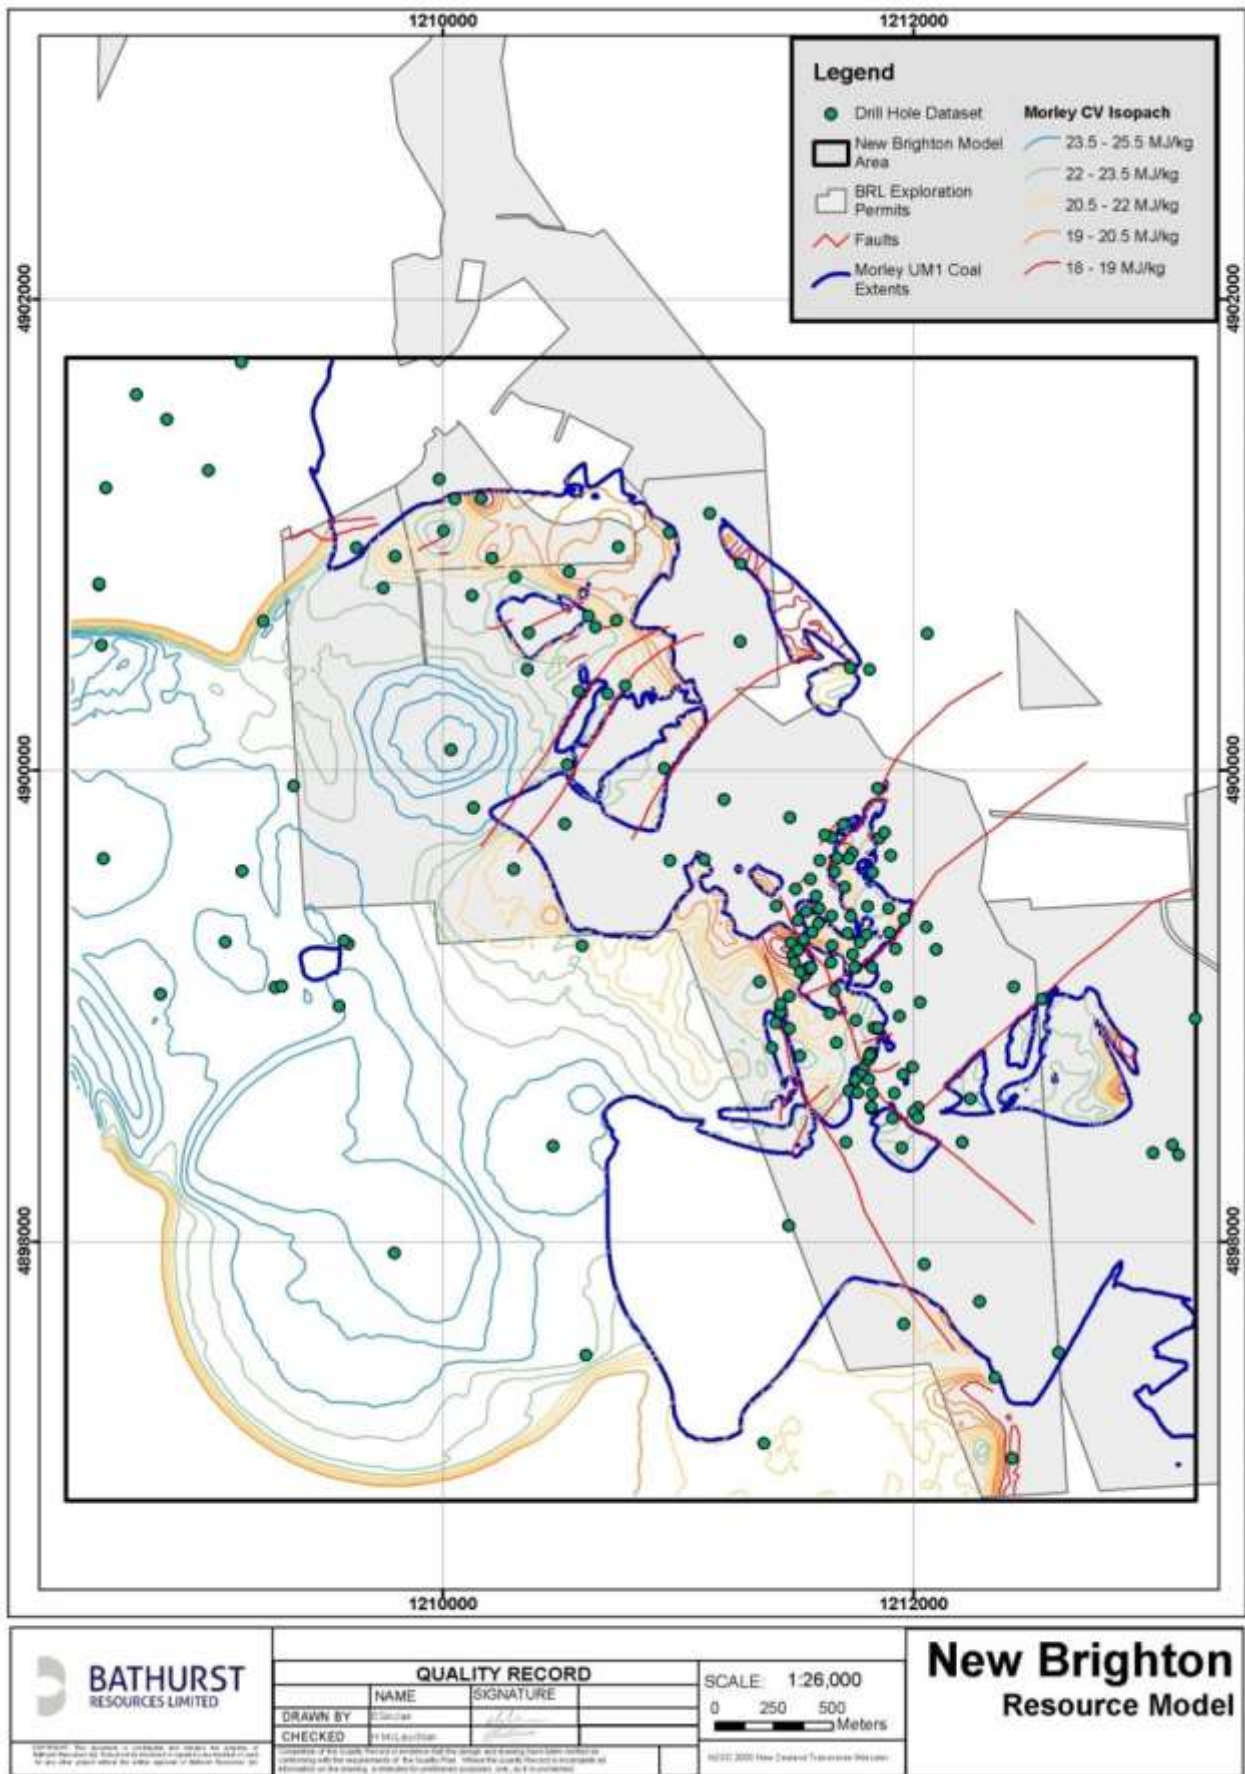 1210000
1212000
Legend
Drill Hole Dataset
New Brighton Model
Area
BRL Exploration
Permits
Faults
Morley UM1 Coal
Extents
Morley CV Isopach
23.5 - 25.5 MJ/kg
22 - 23.5 MJ/kg
20.5 - 22 MJ/kg
19 - 20.5 MJ/kg
18 - 19 MJ/kg
4902000
4902000
4900000
4900000
4898000
4898000
1210000
1212000
BATHURST
RESOURCES LIMITED
QUALITY RECORD
NAME
SIGNATURE
DRAWN BY
CHECKED
SCALE: 1:26,000
0 250 500
Meters
New Brighton
Resource Model